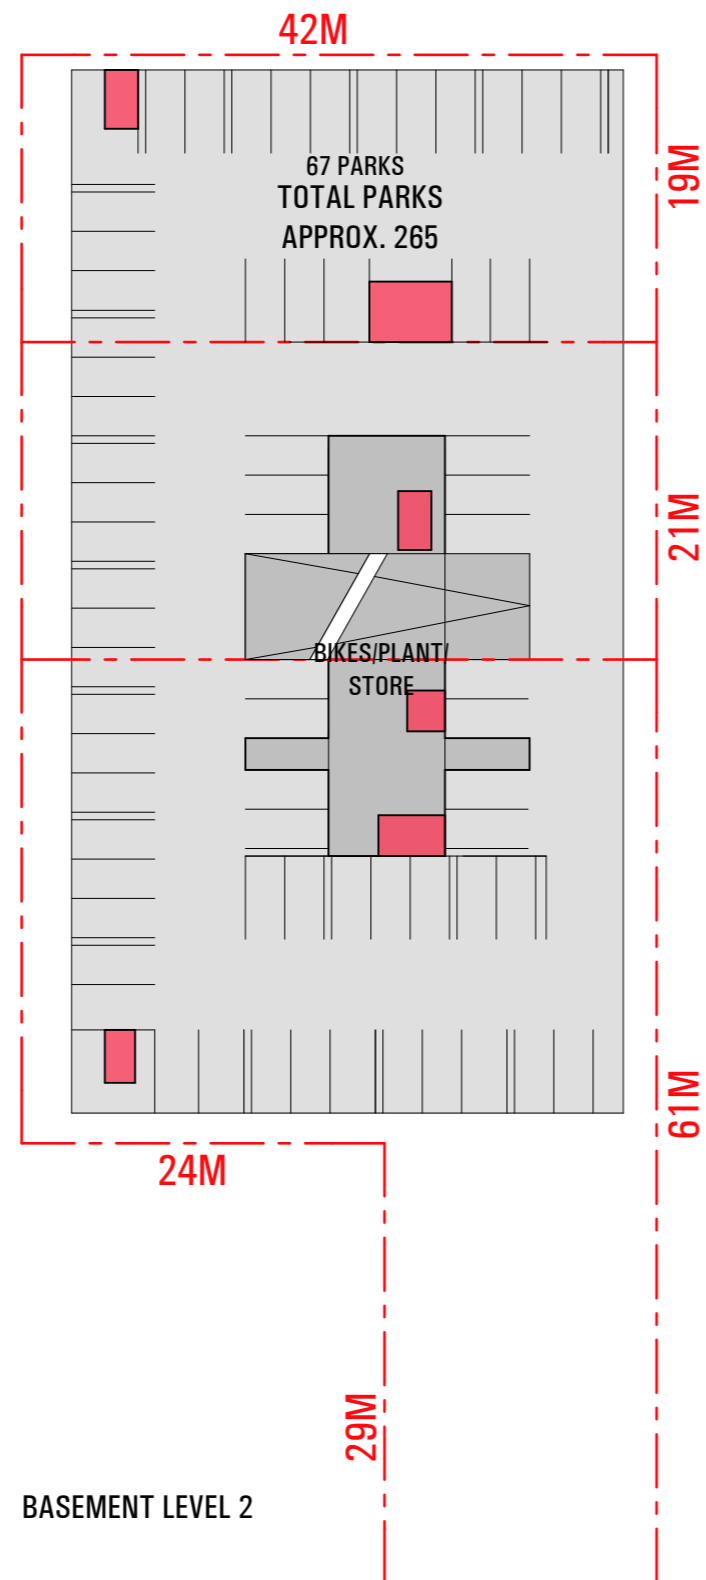 42M
19M
67 PARKS
TOTAL PARKS
APPROX. 265
21M
BIKES/PLANT/
STORE
61M
24M
29M
BASEMENT LEVEL 2